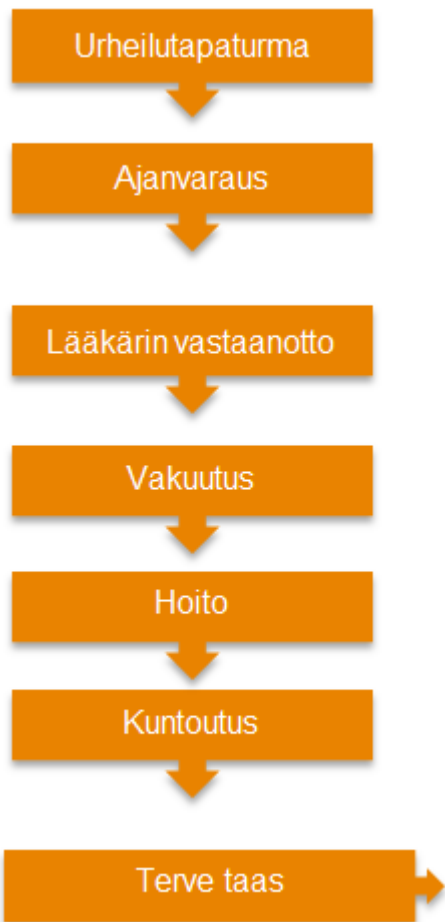 Urheilutapaturma
Ajanvaraus
Lääkärin vastaanotto
Vakuutus
Hoito
Kuntoutus
Terve taas